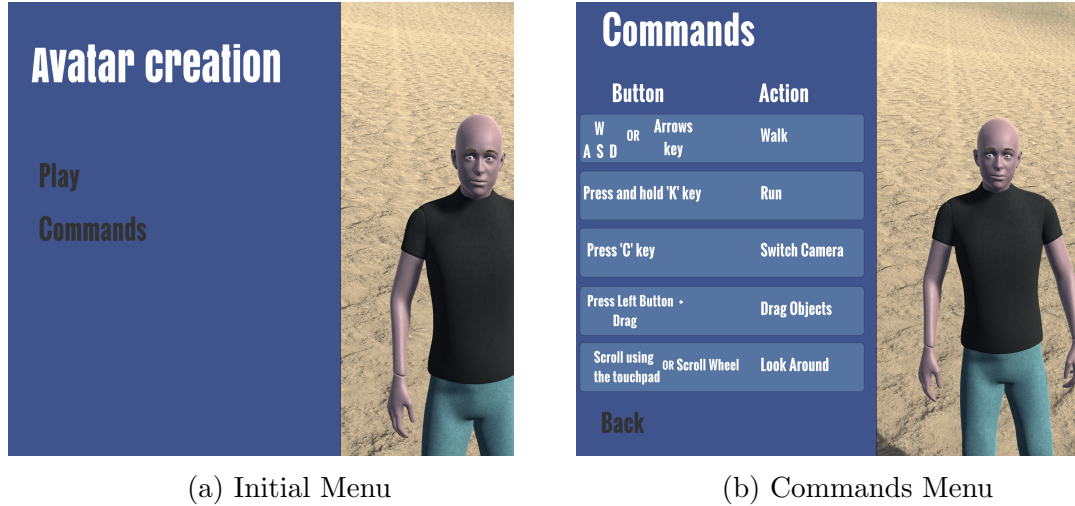 Avatar creation
Play
Commands
Commands
Button Action
W
A S D OR Arrows key Walk
Press and hold 'K' key Run
Press 'C' key Switch Camera
Press Left Button +
Drag Drag Objects
Scroll using
the touchpad OR Scroll Wheel Look Around
Back
(a) Initial Menu
(b) Commands Menu